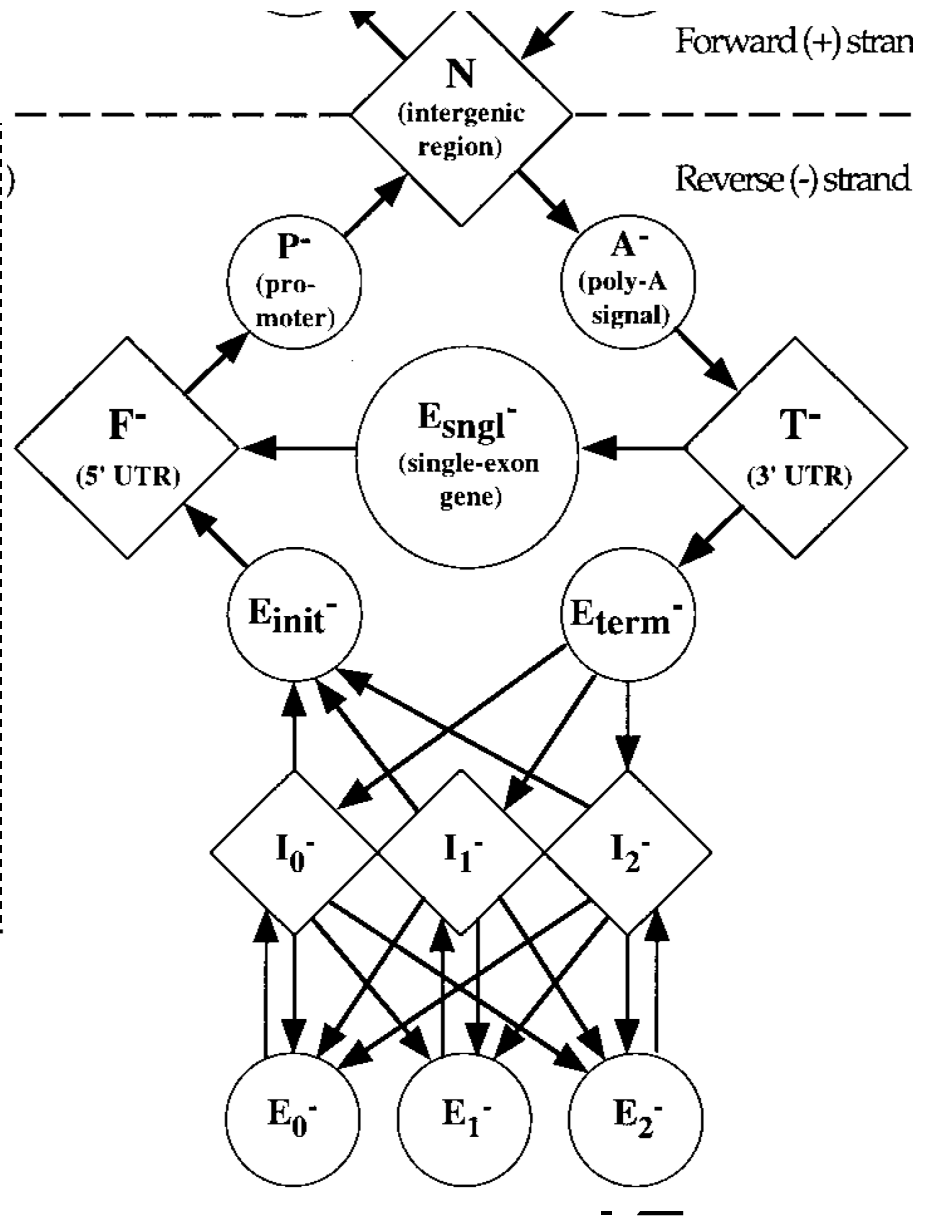 Forward (+) stran
N
(intergenic
region)
)
Reverse (-) strand
P-
(pro-
moter)
A-
(poly-A
signal)
F-
(5' UTR)
Esngl-
(single-exon
gene)
T-
(3' UTR)
Einit-
Eterm-
I0-
I1-
I2-
E0-
E1-
E2-